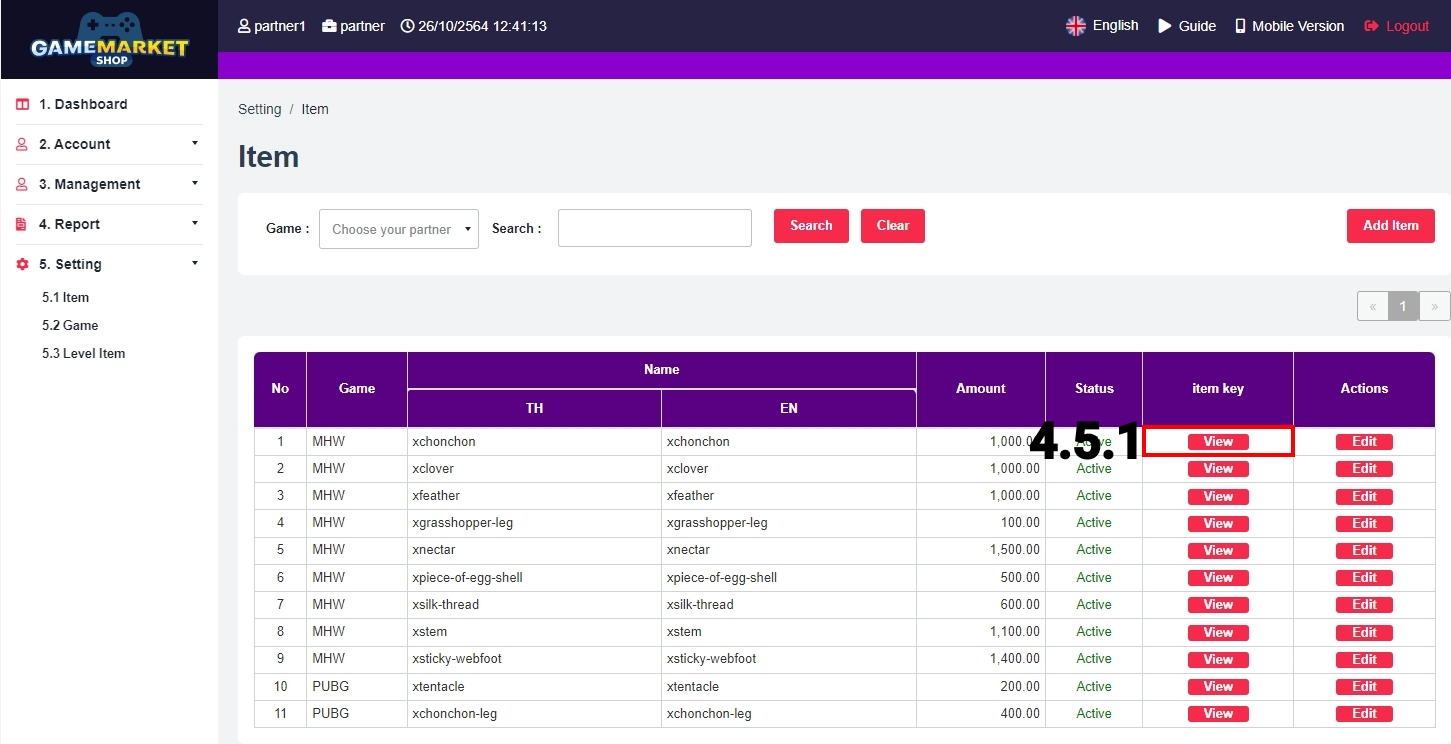 GAMEMARKET
SHOP
partner1 partner 26/10/2564 12:41:13
English Guide Mobile Version Logout
1. Dashboard
2. Account
3. Management
4. Report
5. Setting
5.1 Item
5.2 Game
5.3 Level Item
Setting / Item
Item
Game : Choose your partner Search : Search Clear Add Item
« 1 »
No Game Name Amount Status item key Actions
TH EN
1 MHW xchonchon xchonchon 1,000.00 4.5.1 View Edit
2 MHW xclover xclover 1,000.00 Active View Edit
3 MHW xfeather xfeather 1,000.00 Active View Edit
4 MHW xgrasshopper-leg xgrasshopper-leg 100.00 Active View Edit
5 MHW xnectar xnectar 1,500.00 Active View Edit
6 MHW xpiece-of-egg-shell xpiece-of-egg-shell 500.00 Active View Edit
7 MHW xsilk-thread xsilk-thread 600.00 Active View Edit
8 MHW xstem xstem 1,100.00 Active View Edit
9 MHW xsticky-webfoot xsticky-webfoot 1,400.00 Active View Edit
10 PUBG xtentacle xtentacle 200.00 Active View Edit
11 PUBG xchonchon-leg xchonchon-leg 400.00 Active View Edit